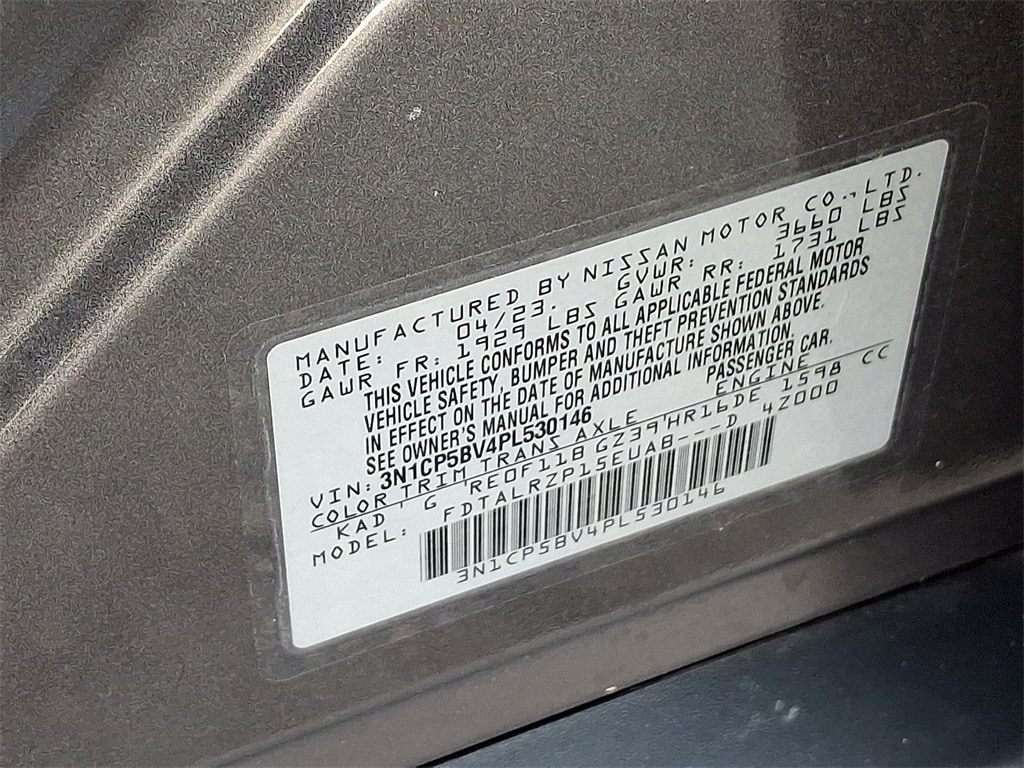 MANUFACTURED BY NISSAN MOTOR CO., LTD.
DATE: 04/23. GVWR: 3660 LBS
GAWR FR: 1929 LBS GAWR RR: 1731 LBS
THIS VEHICLE CONFORMS TO ALL APPLICABLE FEDERAL MOTOR
VEHICLE SAFETY, BUMPER AND THEFT PREVENTION STANDARDS
IN EFFECT ON THE DATE OF MANUFACTURE SHOWN ABOVE.
SEE OWNER'S MANUAL FOR ADDITIONAL INFORMATION.
VIN: 3N1CP5BV4PL530146 PASSENGER CAR.
COLOR TRIM TRANS AXLE ENGINE
KAD G RE0F11B GZ39 HR16DE 1598 CC
MODEL: FDTALRZP15EUAB---D 4Z000
3N1CP5BV4PL530146